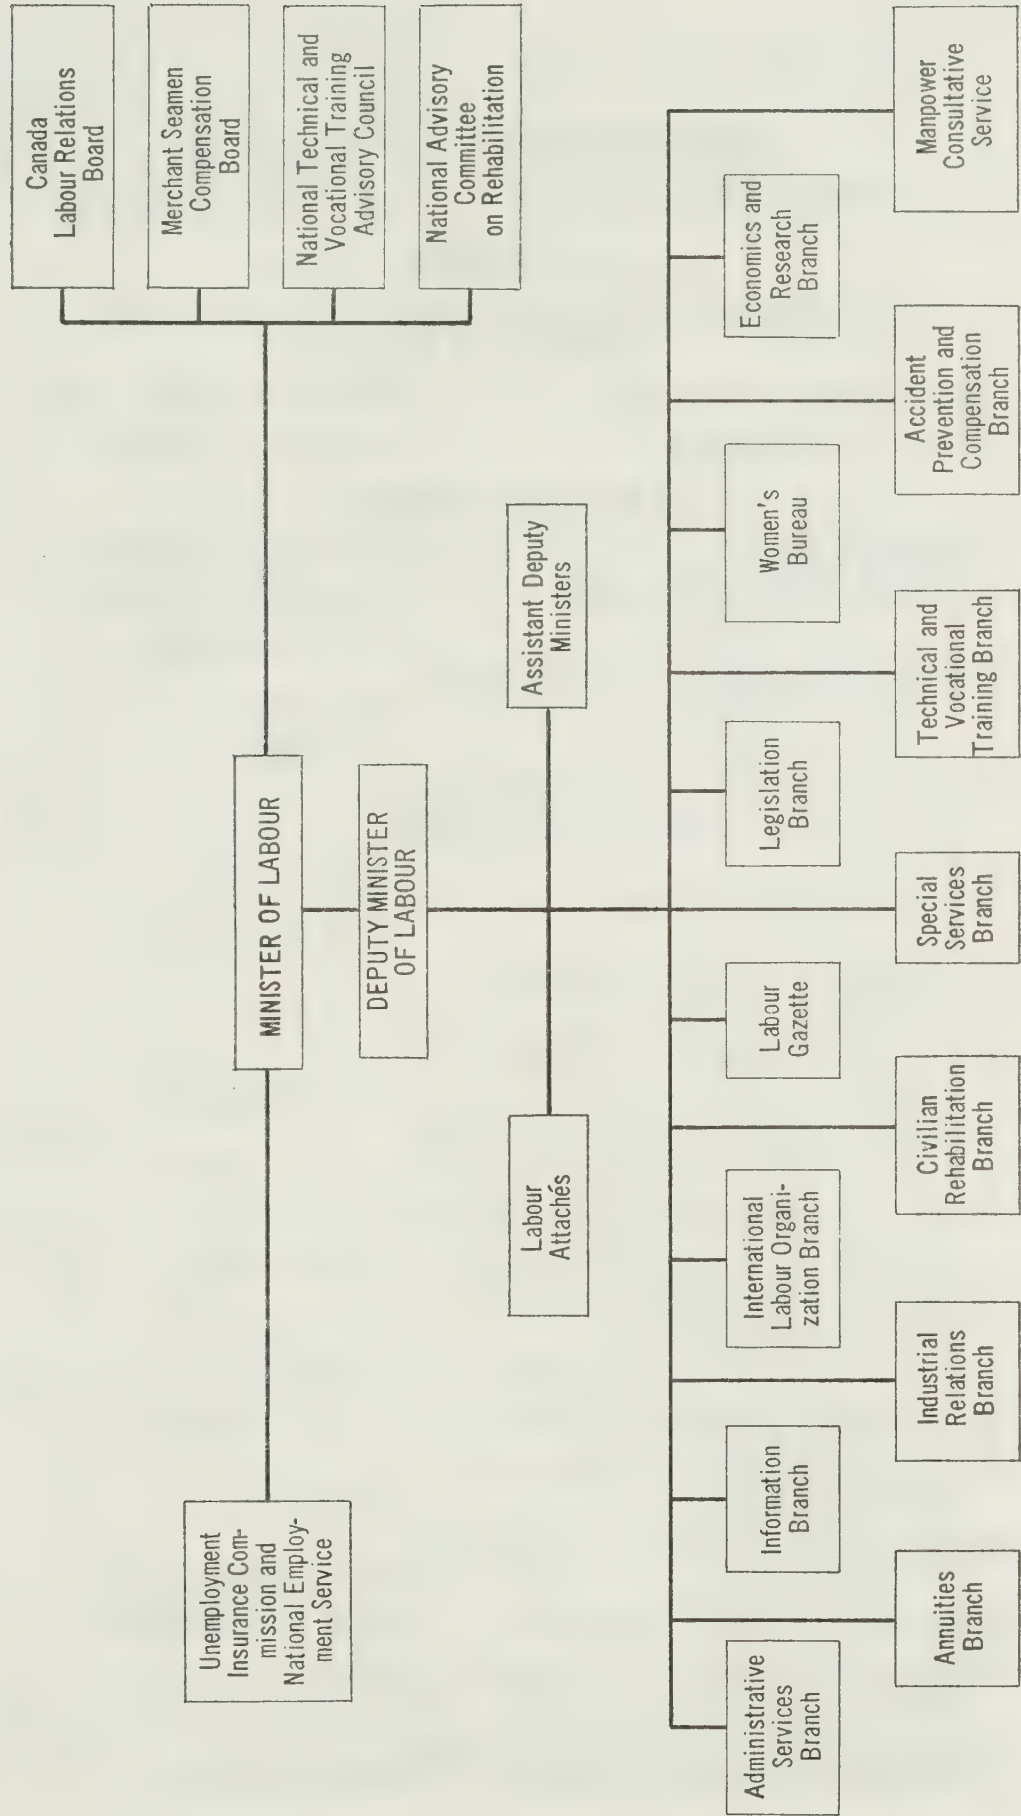 Canada
Labour Relations
Board
Merchant Seamen
Compensation
Board
National Technical and
Vocational Training
Advisory Council
National Advisory
Committee
on Rehabilitation
MINISTER OF LABOUR
Unemployment
Insurance Com-
mission and
National Employ-
ment Service
DEPUTY MINISTER
OF LABOUR
Labour
Attachés
Assistant Deputy
Ministers
Administrative
Services
Branch
Information
Branch
International
Labour Organi-
zation Branch
Labour
Gazette
Legislation
Branch
Women's
Bureau
Economics and
Research
Branch
Annuities
Branch
Industrial
Relations
Branch
Civilian
Rehabilitation
Branch
Special
Services
Branch
Technical and
Vocational
Training Branch
Accident
Prevention and
Compensation
Branch
Manpower
Consultative
Service